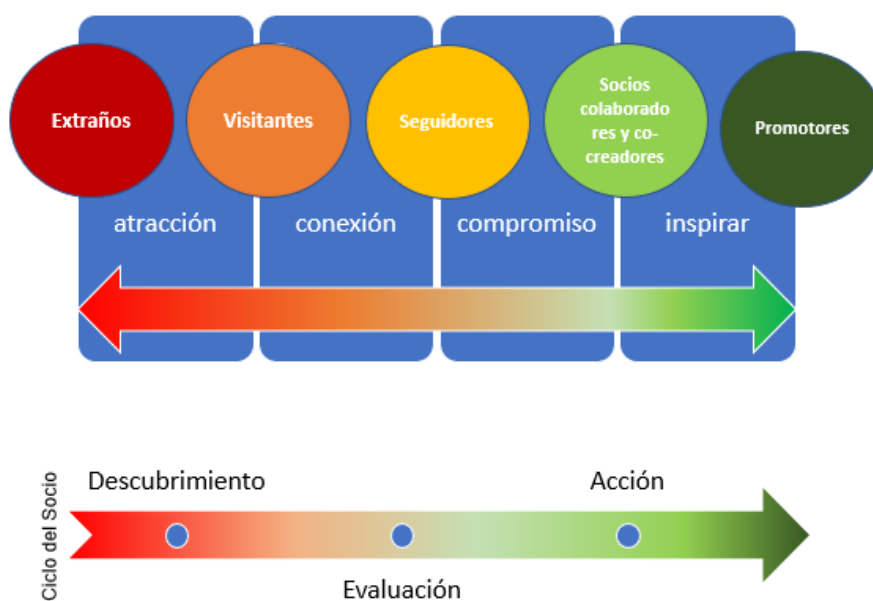 Extraños
Visitantes
Seguidores
Socios
colaborado
res y co-
creadores
Promotores
atracción
conexión
compromiso
inspirar
Ciclo del Socio
Descubrimiento
Acción
Evaluación